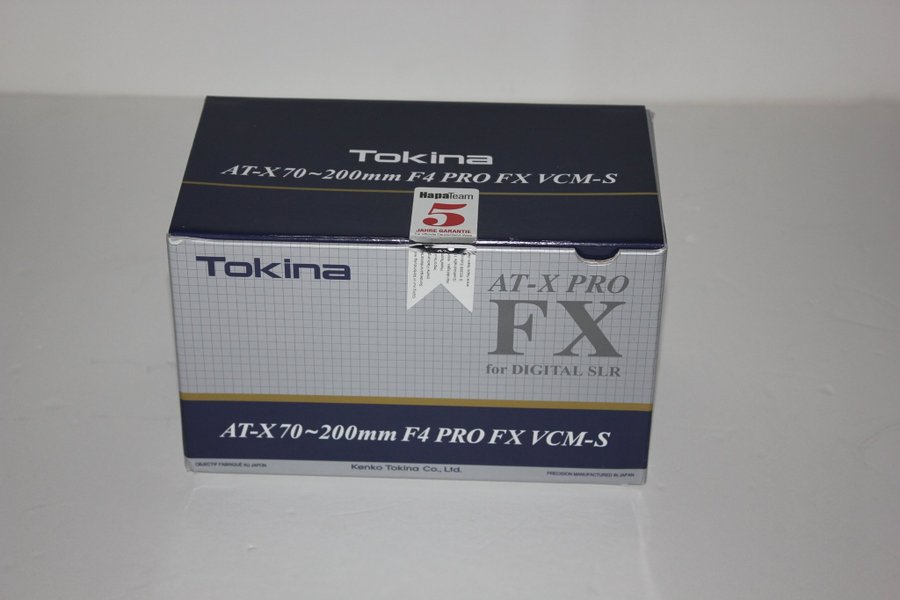 Tokina
AT-X 70~200mm F4 PRO FX VCM-S
HapaTeam
5
JAHRE GARANTIE
Tokina
AT-X PRO
FX
for DIGITAL SLR
AT-X 70~200mm F4 PRO FX VCM-S
OBJECTIF FABRIQUÉ AU JAPON
Kenko Tokina Co., Ltd.
PRECISION MANUFACTURED IN JAPAN